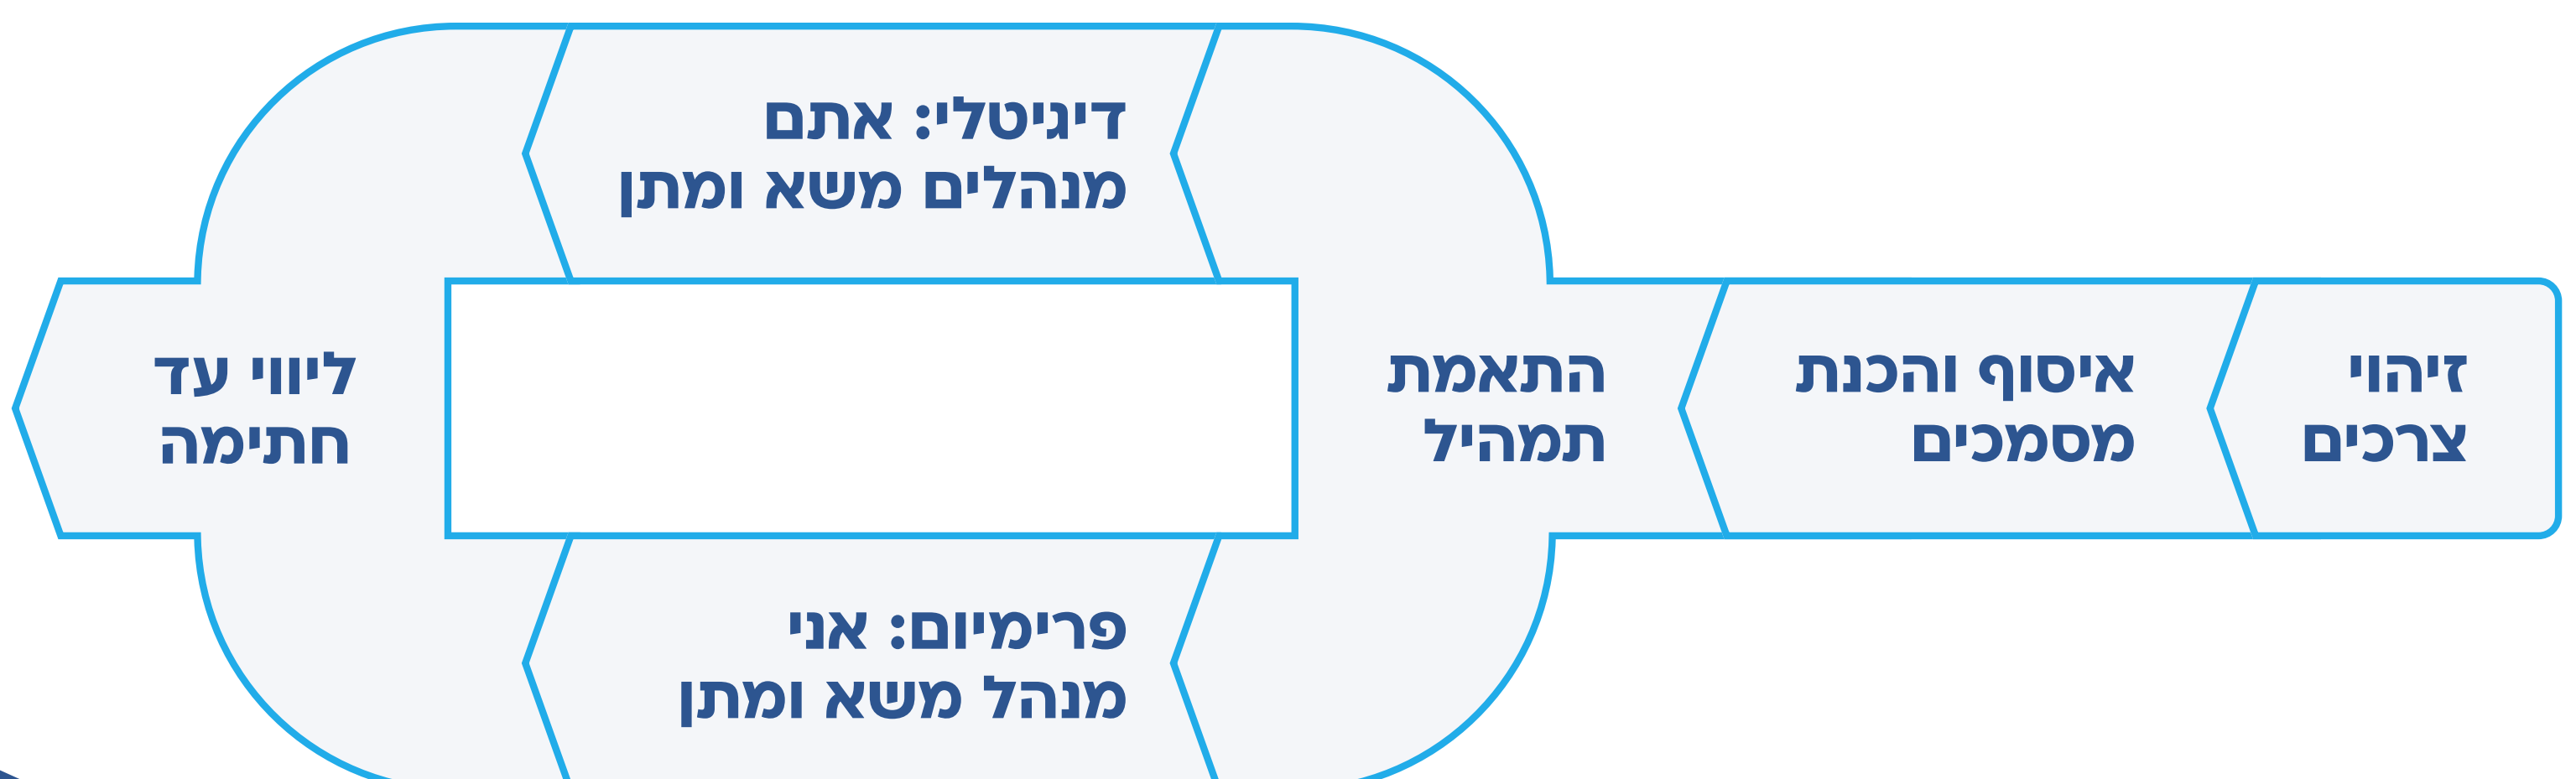 זיהוי
צרכים
איסוף והכנת
מסמכים
התאמת
תמהיל
דיגיטלי: אתם
מנהלים משא ומתן
פרימיום: אני
מנהל משא ומתן
ליווי עד
חתימה